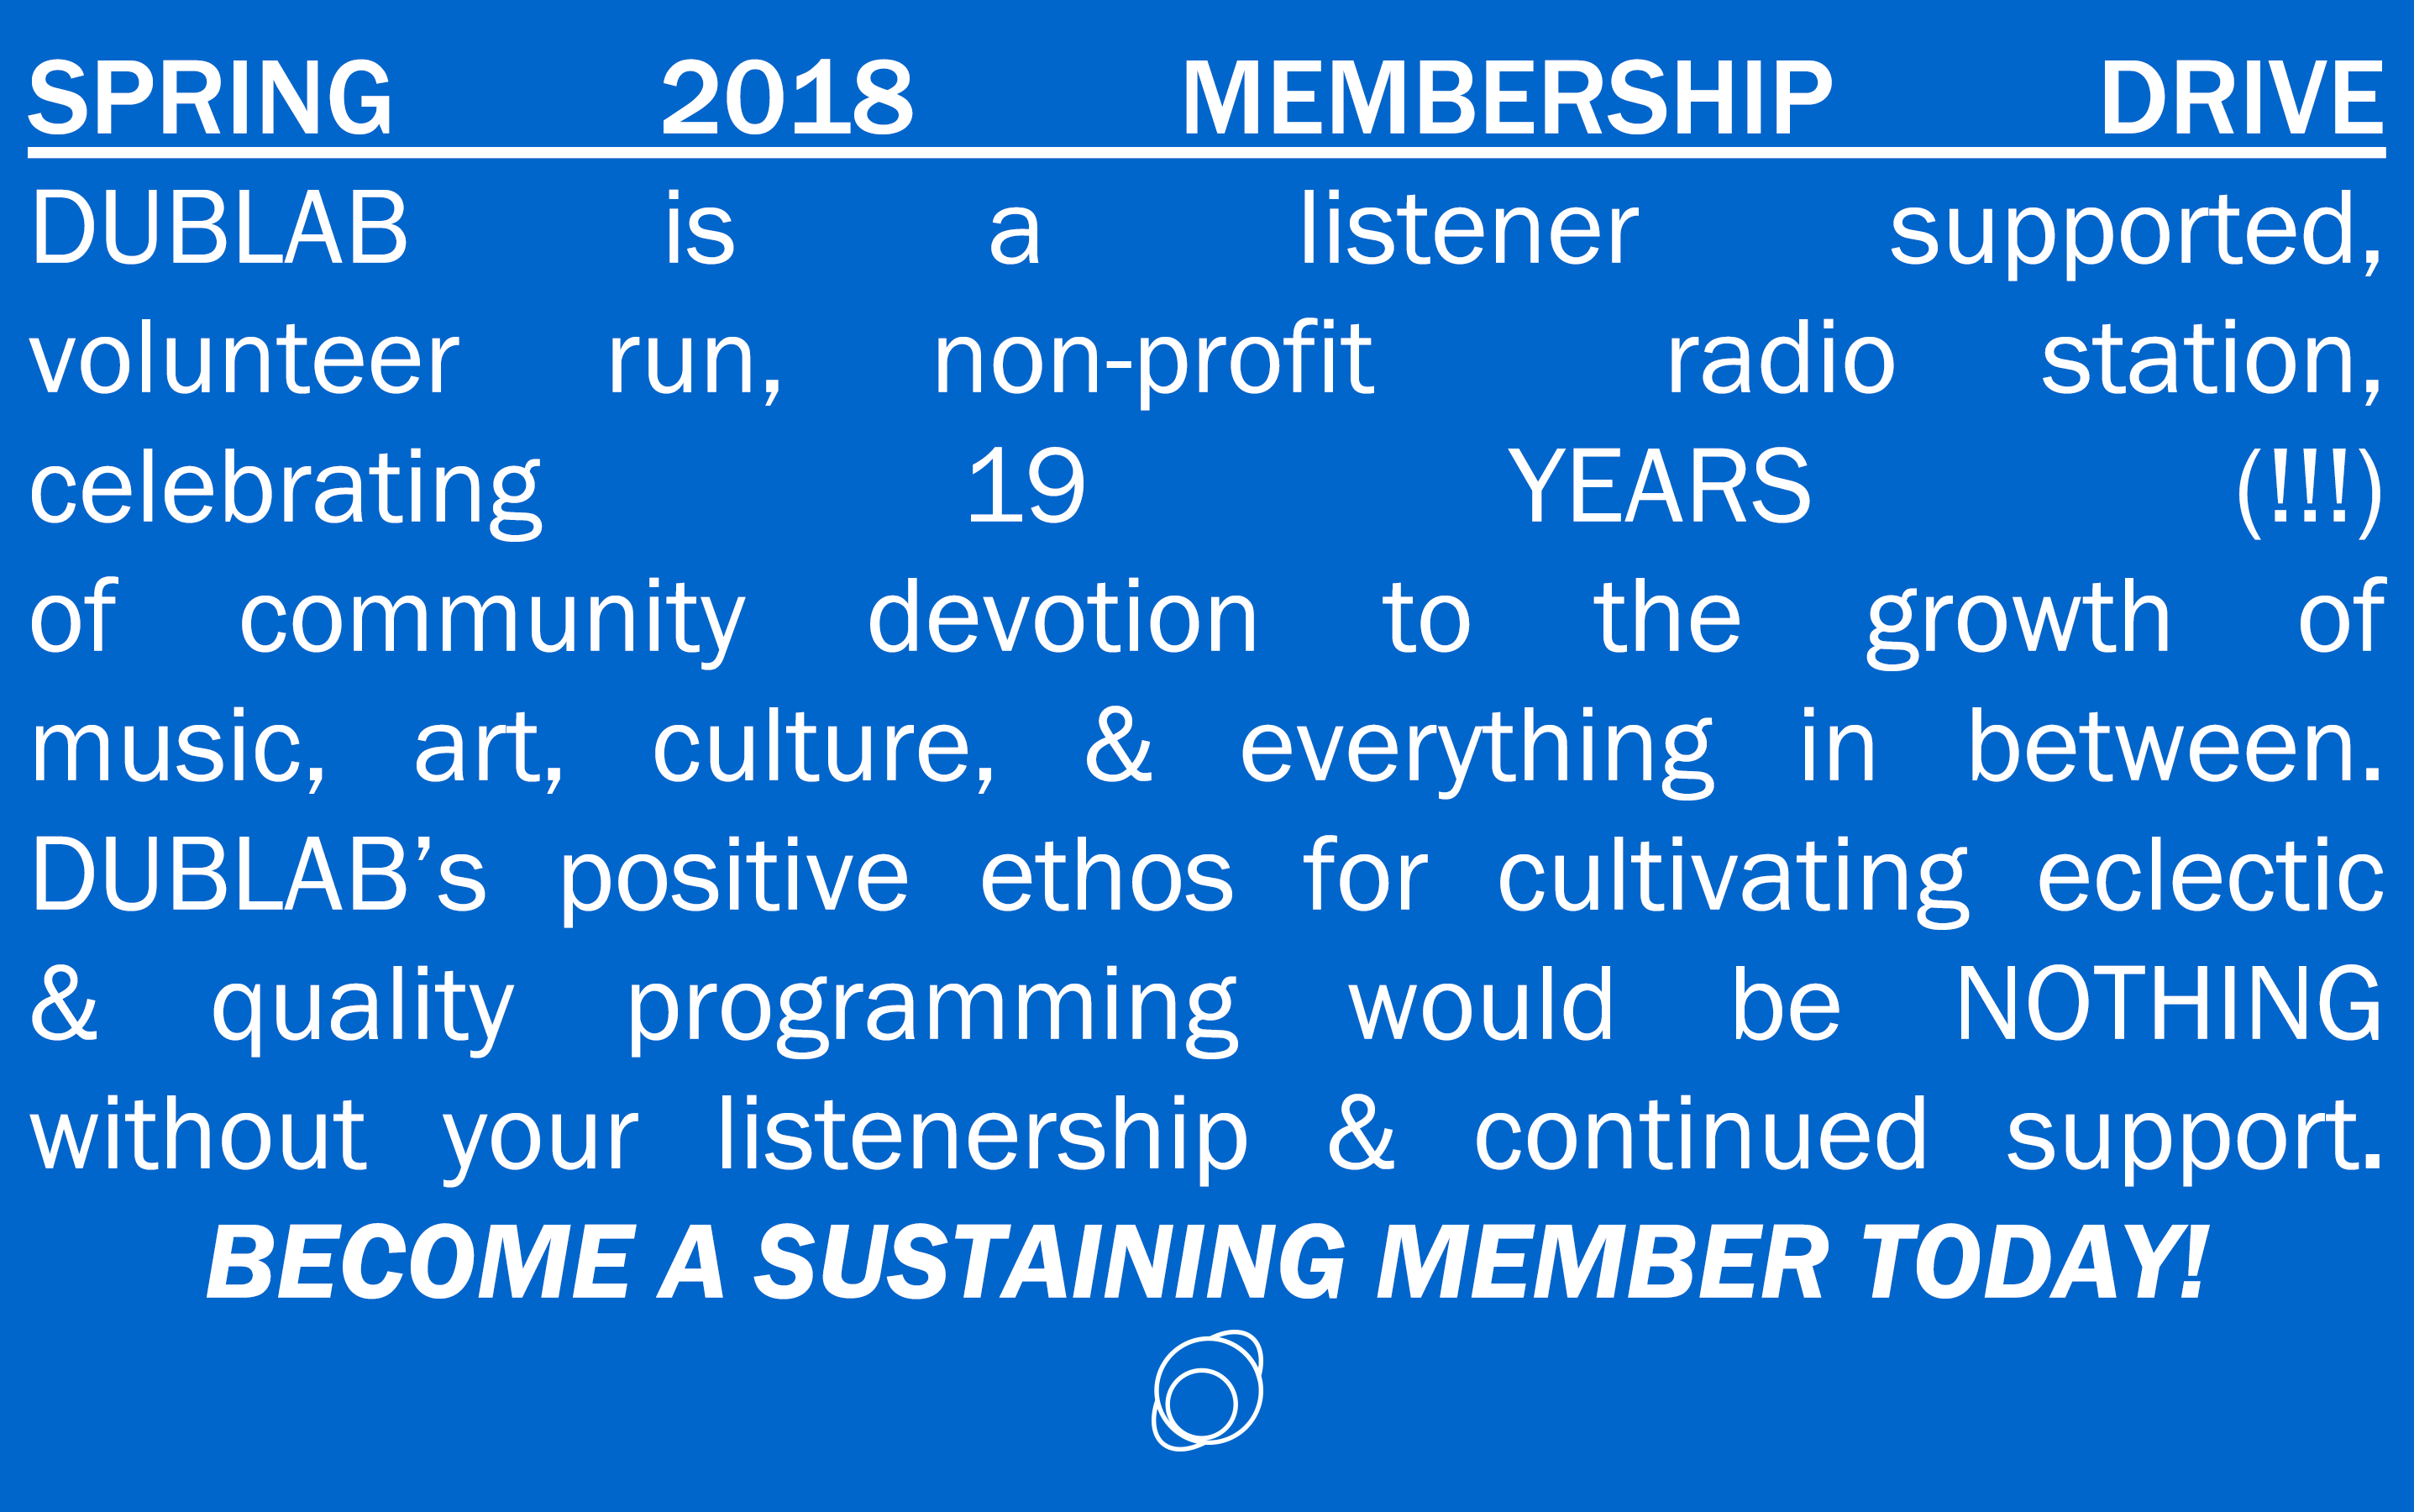 SPRING 2018 MEMBERSHIP DRIVE
DUBLAB is a listener supported,
volunteer run, non-profit radio station,
celebrating 19 YEARS (!!!)
of community devotion to the growth of
music, art, culture, & everything in between.
DUBLAB’s positive ethos for cultivating eclectic
& quality programming would be NOTHING
without your listenership & continued support.
BECOME A SUSTAINING MEMBER TODAY!